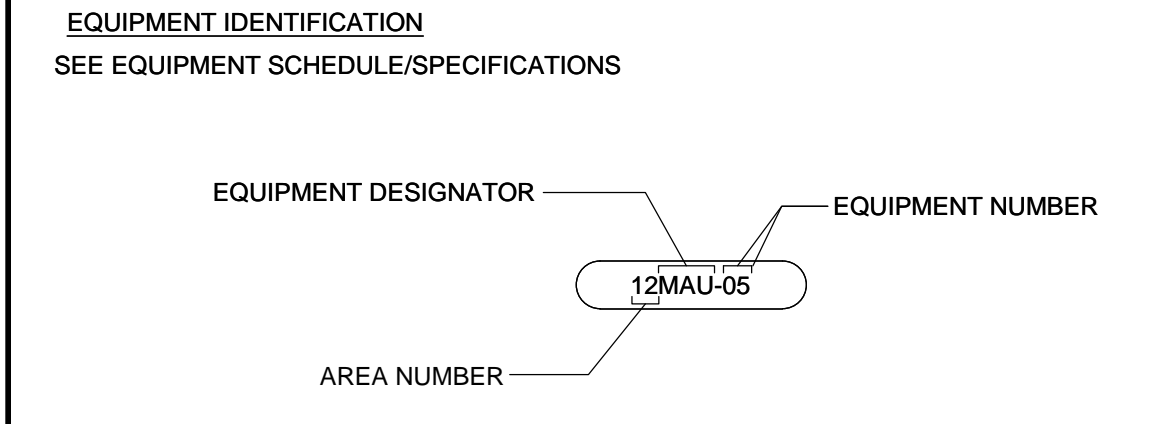 EQUIPMENT IDENTIFICATION
SEE EQUIPMENT SCHEDULE/SPECIFICATIONS
EQUIPMENT DESIGNATOR
EQUIPMENT NUMBER
12MAU-05
AREA NUMBER